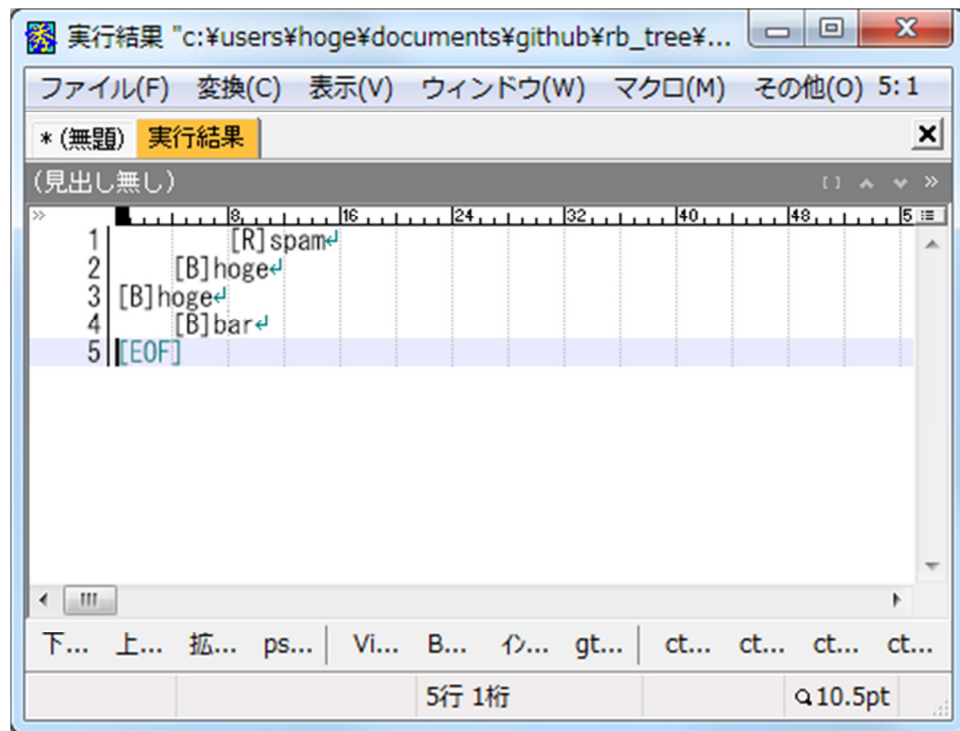 実行結果 "c:¥users¥hoge¥documents¥github¥rb_tree¥...
ファイル(F) 変換(C) 表示(V) ウィンドウ(W) マクロ(M) その他(O) 5: 1
* (無題) 実行結果
(見出し無し)
8 16 24 32 40 48 5
1 [R]spam
2 [B]hoge
3 [B]hoge
4 [B]bar
5 [EOF]
下... 上... 拡... ps... Vi... B... イン... gt... ct... ct... ct... ct...
5行 1桁 10.5pt